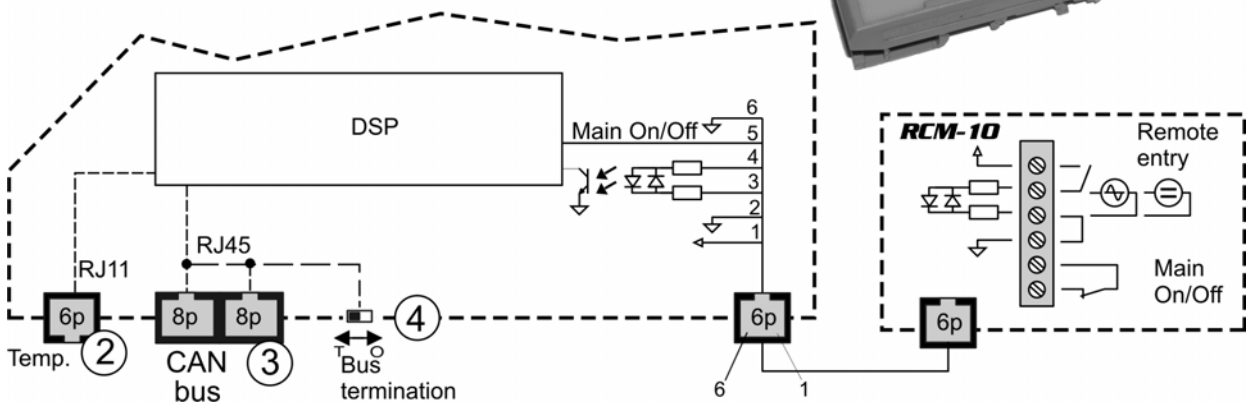 DSP
Main On/Off
6
5
4
3
2
1
RJ11
RJ45
6p
8p
8p
Temp.
2
CAN
bus
3
T
O
Bus
termination
4
6p
6
1
RCM-10
Remote
entry
Main
On/Off
6p